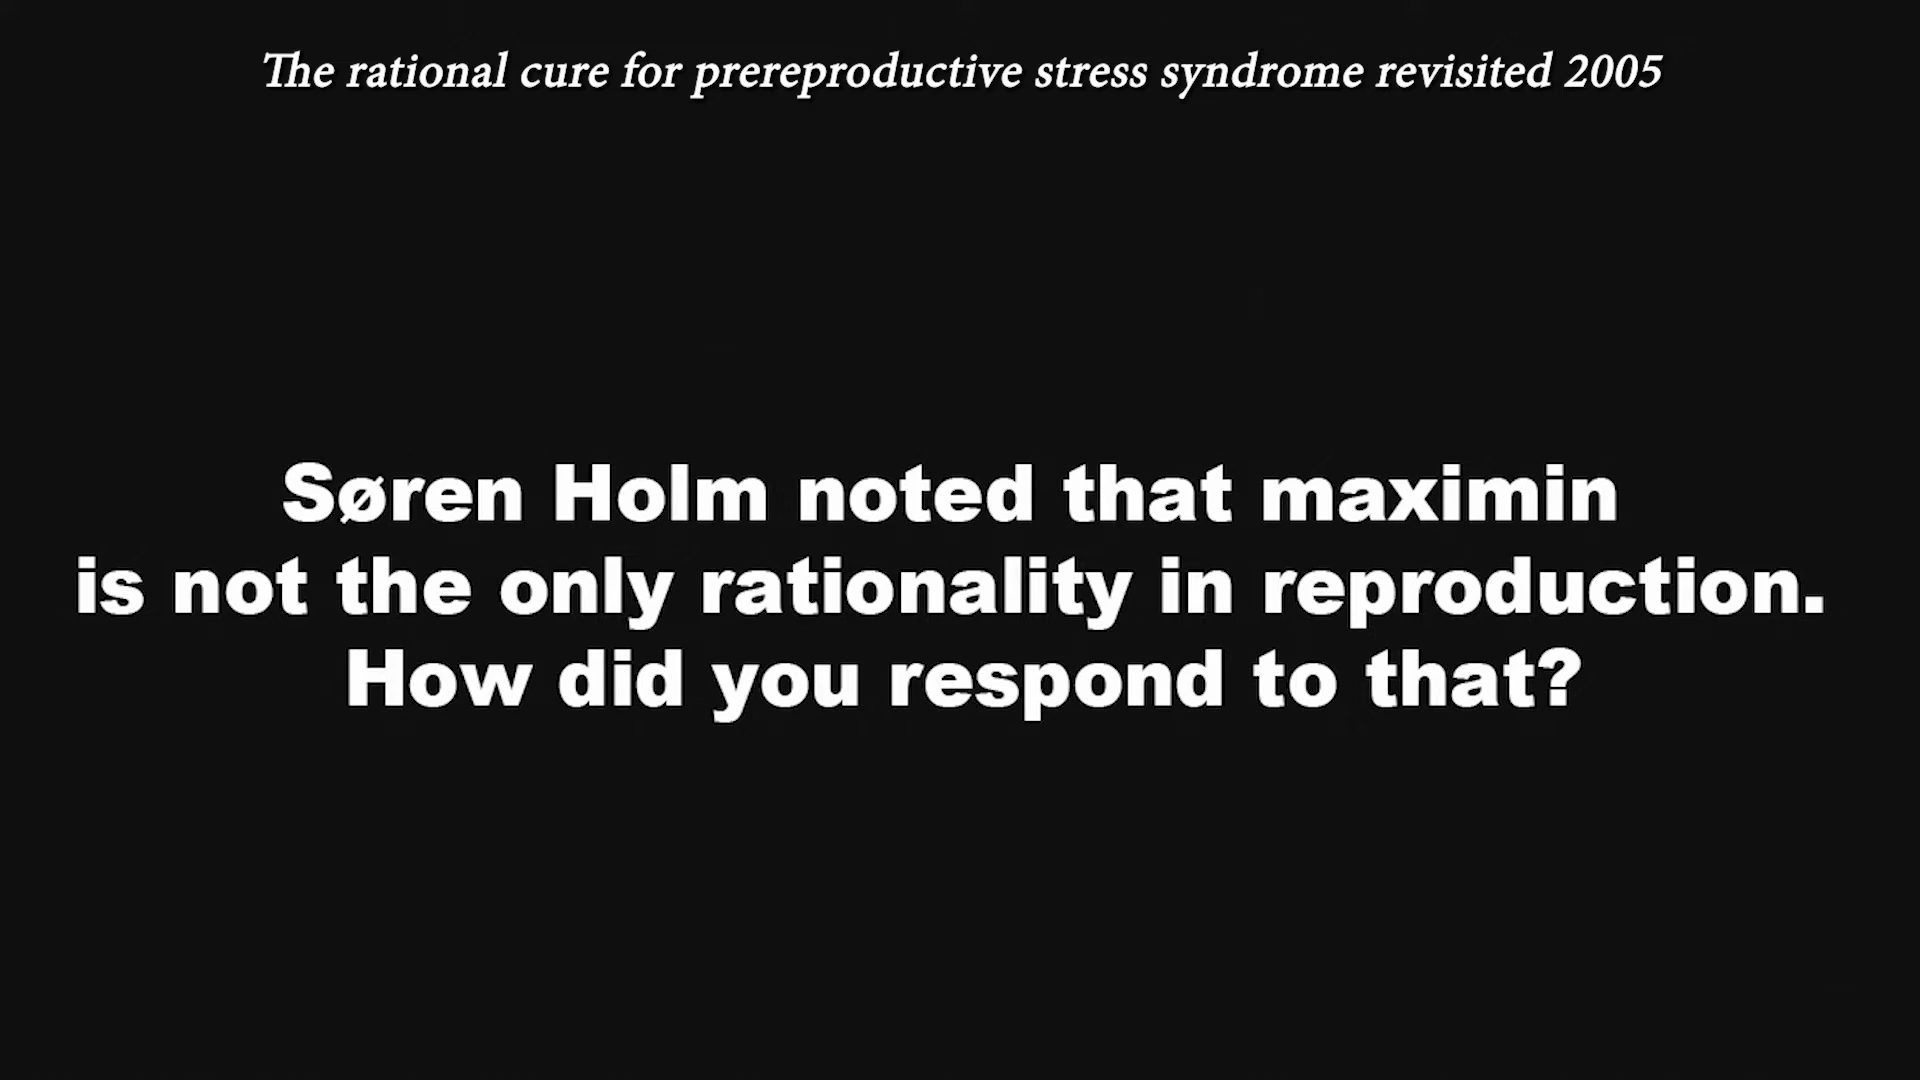 The rational cure for prereproductive stress syndrome revisited 2005
Søren Holm noted that maximin
is not the only rationality in reproduction.
How did you respond to that?